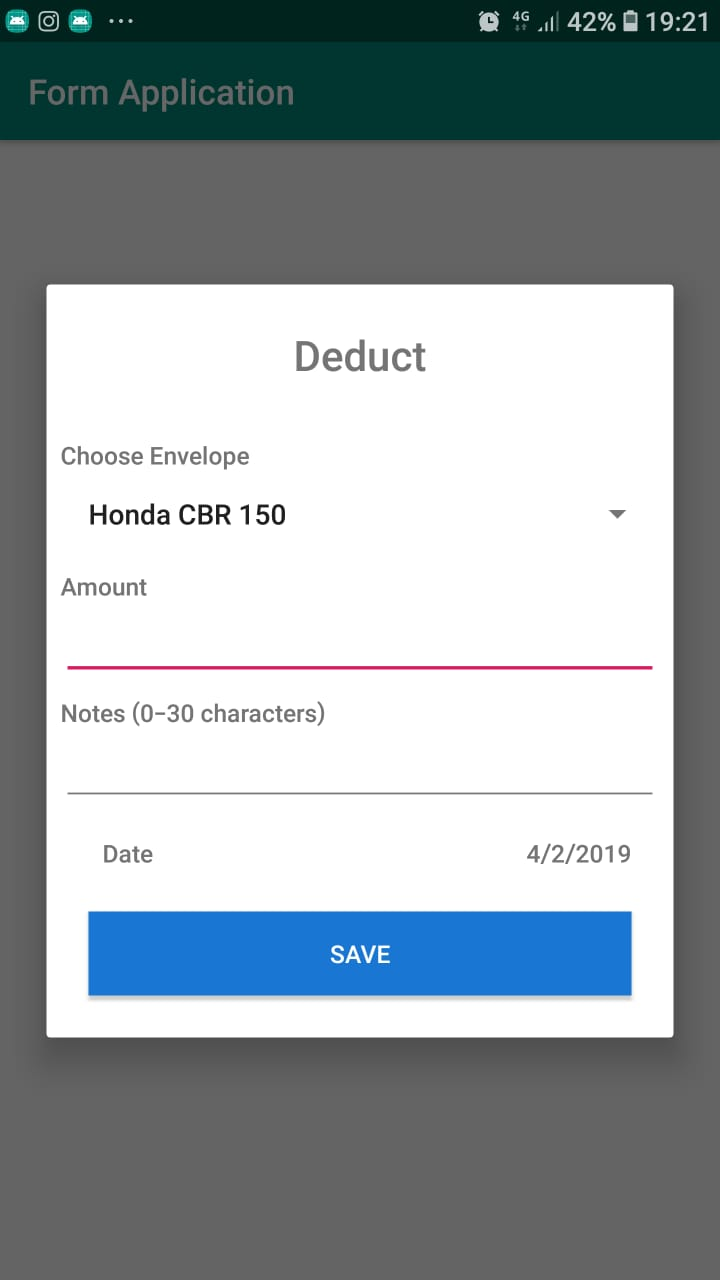 4G 42% 19:21
Form Application
Deduct
Choose Envelope
Honda CBR 150
Amount
Notes (0-30 characters)
Date 4/2/2019
SAVE